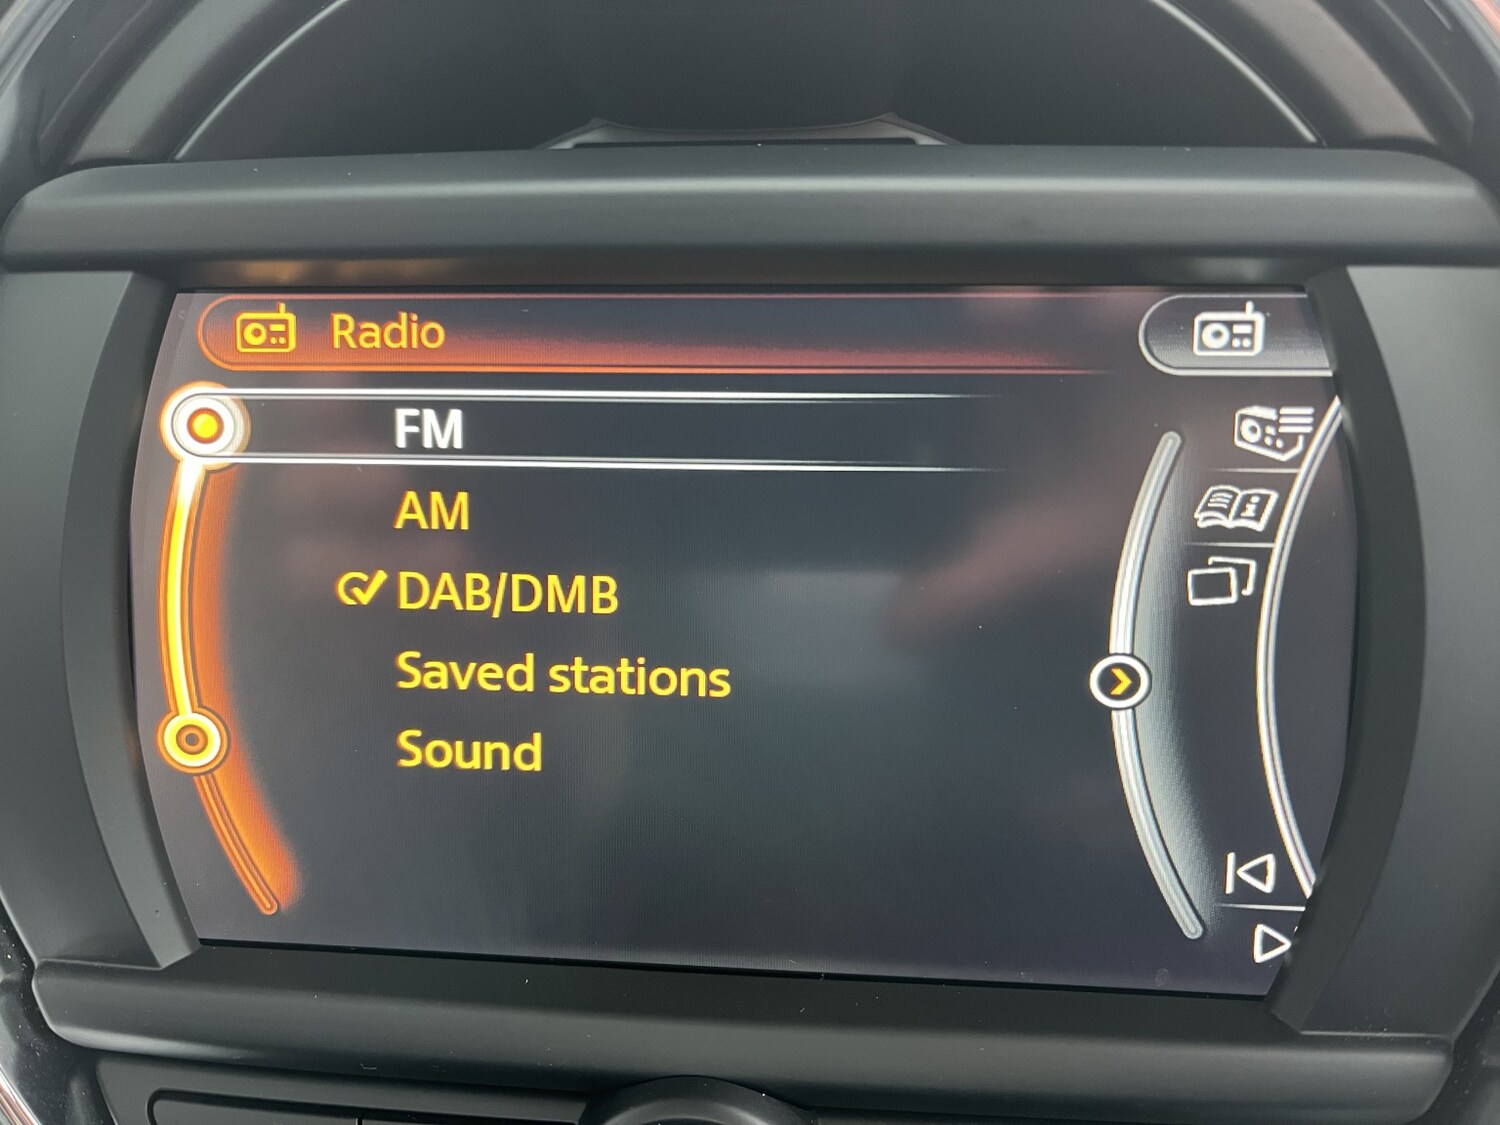 Radio
FM
AM
DAB/DMB
Saved stations
Sound